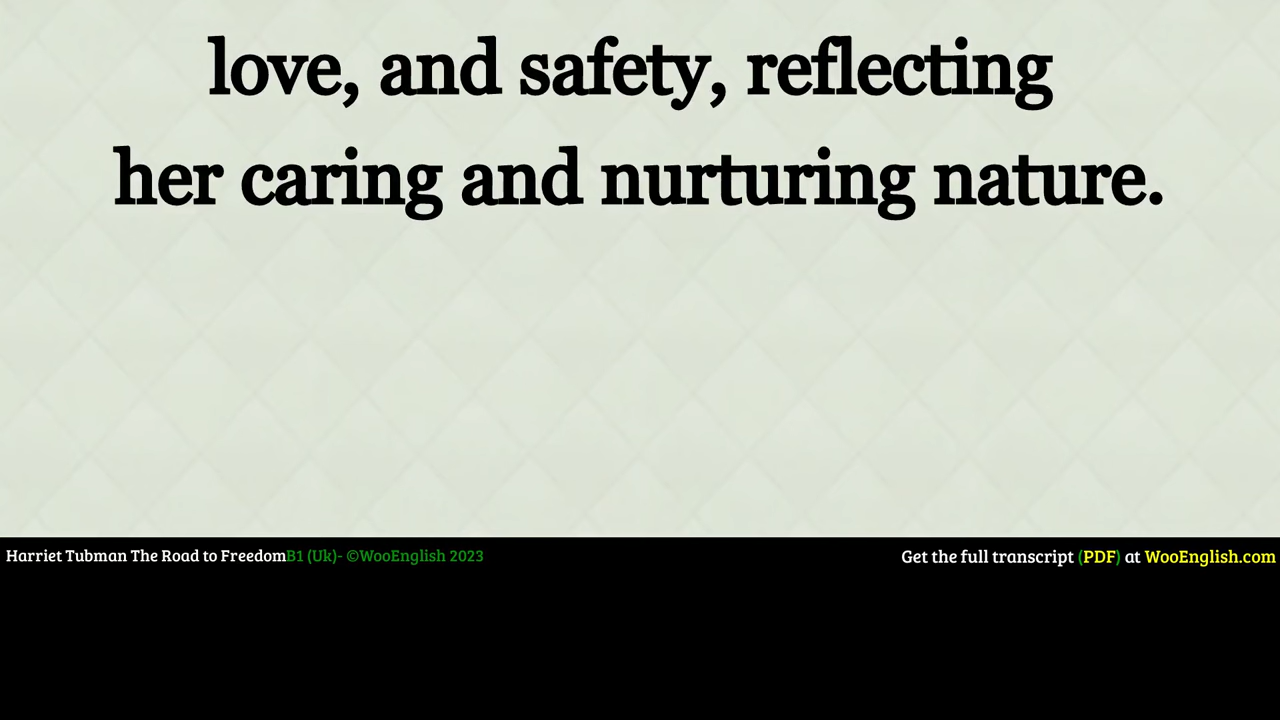 love, and safety, reflecting
her caring and nurturing nature.
Harriet Tubman The Road to FreedomB1 (Uk)- ©WooEnglish 2023
Get the full transcript (PDF) at WooEnglish.com